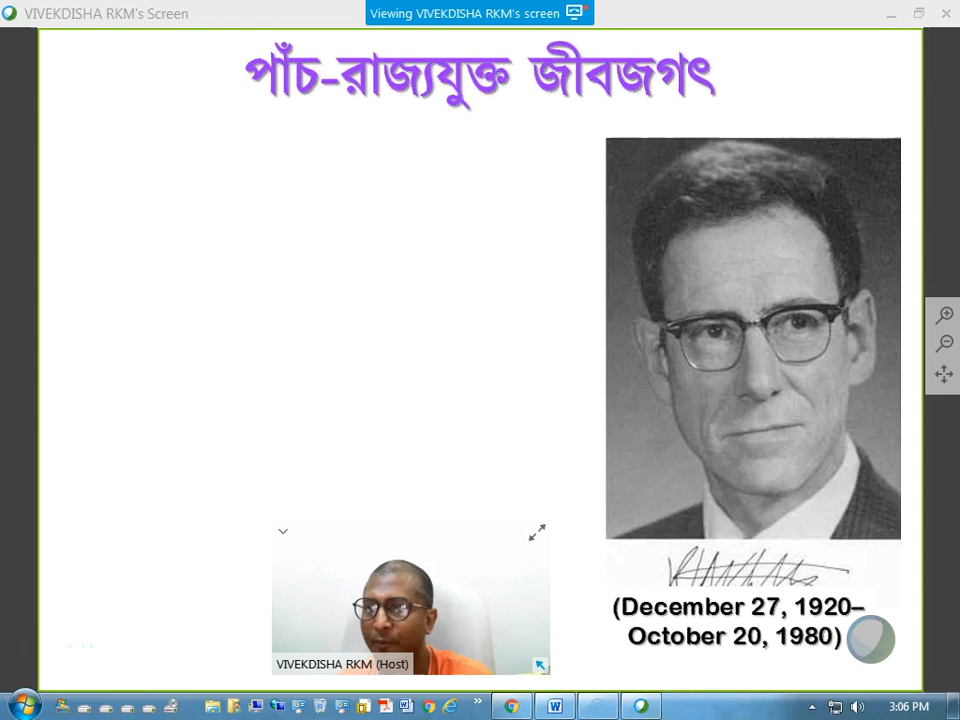 VIVEKDISHA RKM's Screen
Viewing VIVEKDISHA RKM's screen
পাঁচ-রাজ্যযুক্ত জীবজগৎ
(December 27, 1920–
October 20, 1980)
VIVEKDISHA RKM (Host)
3:06 PM